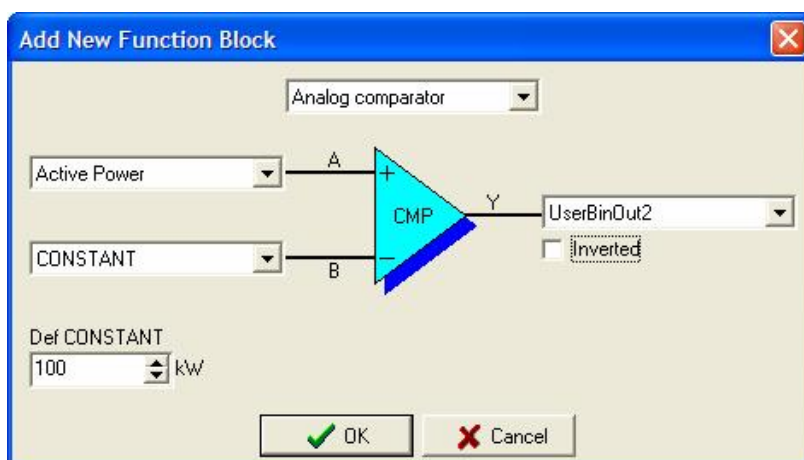 Add New Function Block
Analog comparator
Active Power
A
+
CMP
Y
UserBinOut2
Inverted
CONSTANT
B
−
Def CONSTANT
100 kW
OK
Cancel